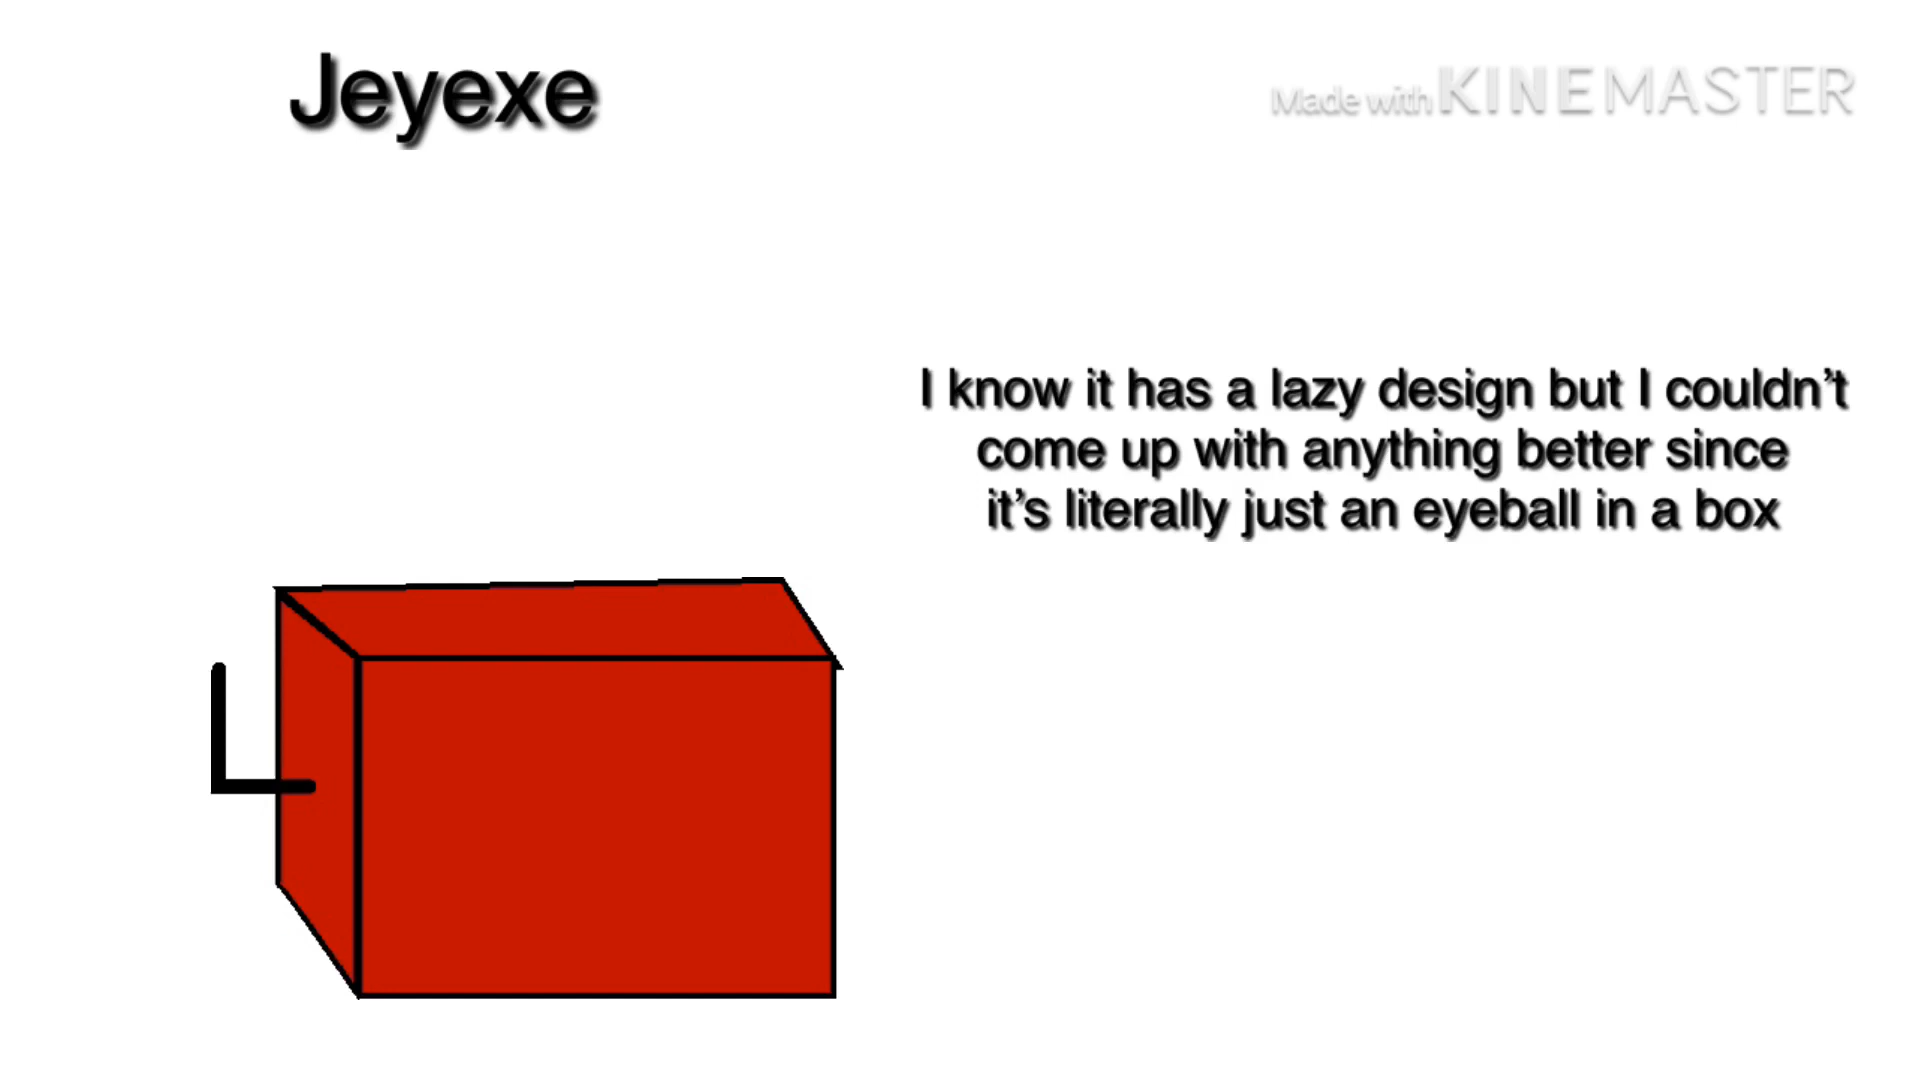 Jeyexe
Made with KINEMASTER
I know it has a lazy design but I couldn’t
come up with anything better since
it’s literally just an eyeball in a box